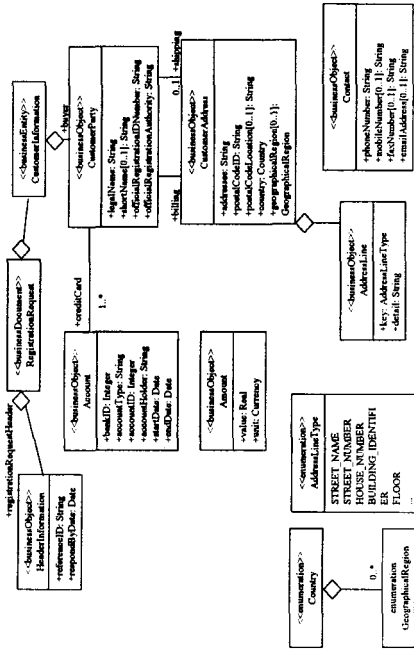 <<businessEntity>>
CustomerInformation
<<businessDocument>>
RegistrationRequest
+registrationRequestHeader
<<businessObject>>
HeaderInformation
+referenceID: String
+respondByDate: Date
+buyer
<<businessObject>>
CustomerParty
+legalName: String
+shortName[0..1]: String
+officialRegistrationIDNumber: String
+officialRegistrationAuthority: String
+creditCard
1..*
<<businessObject>>
Account
+bankID: Integer
+accountType: String
+accountID: Integer
+accountHolder: String
+startDate: Date
+endDate: Date
+billing
0..1
+shipping
<<businessObject>>
CustomerAddress
+addressee: String
+postalCodeID: String
+postalCodeLocation[0..1]: String
+country: Country
+geographicalRegion[0..1]:
GeographicalRegion
<<businessObject>>
Amount
+value: Real
+unit: Currency
<<businessObject>>
AddressLine
+key: AddressLineType
+detail: String
<<businessObject>>
Contact
+phoneNumber: String
+mobileNumber[0..1]: String
+faxNumber[0..1]: String
+emailAddress[0..1]: String
<<enumeration>>
AddressLineType
STREET_NAME
STREET_NUMBER
HOUSE_NUMBER
BUILDING_IDENTIFI
ER
FLOOR
...
<<enumeration>>
Country
0..*
enumeration
GeographicalRegion